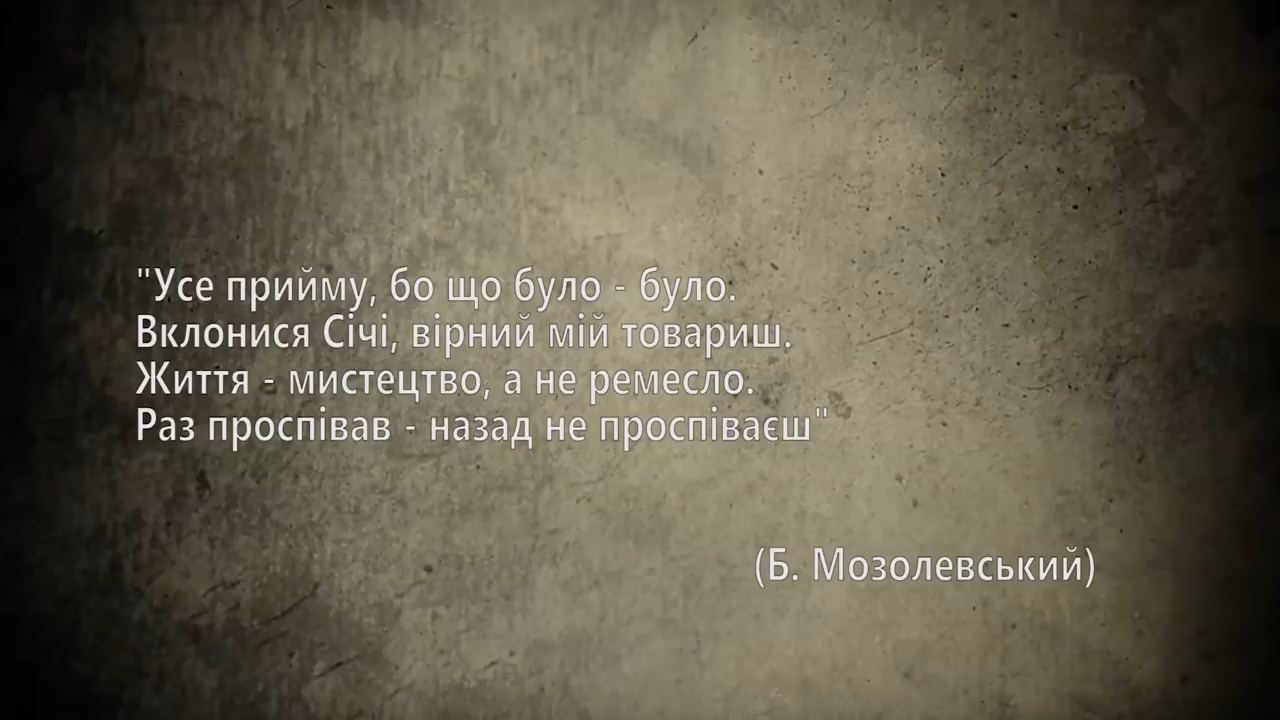 "Усе прийму, бо що було - було.
Вклонися Січі, вірний мій товариш.
Життя - мистецтво, а не ремесло.
Раз проспівав - назад не проспіваєш"
(Б. Мозолевський)